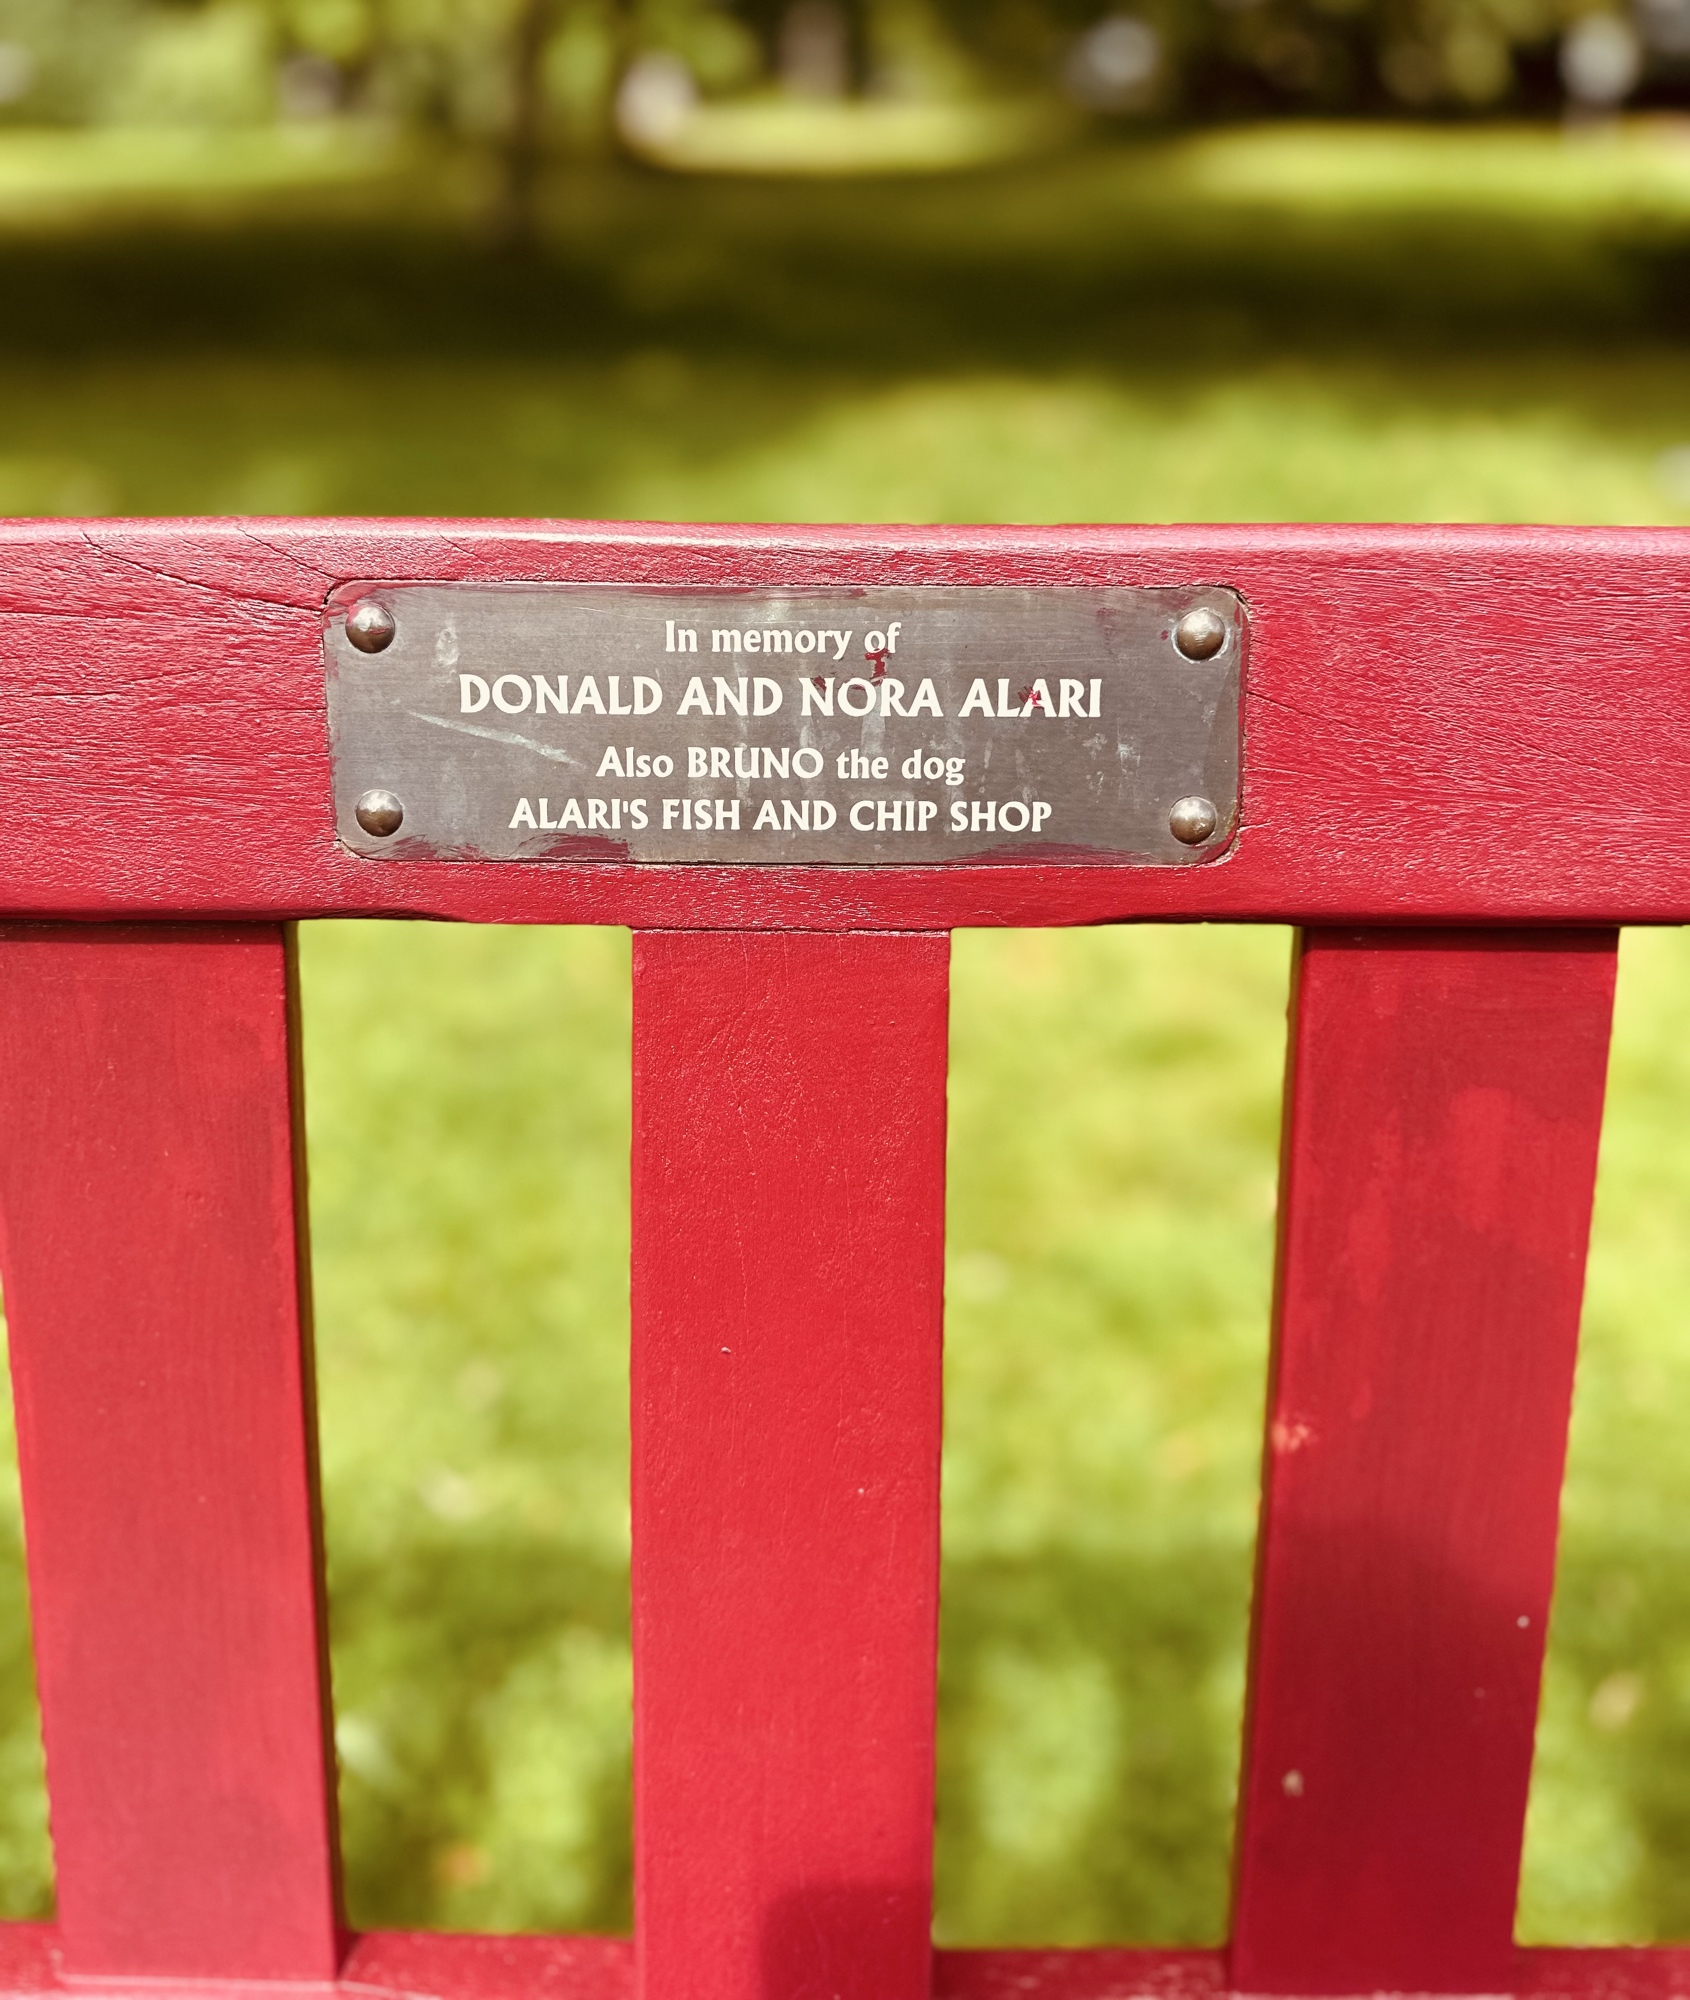 In memory of
DONALD AND NORA ALARI
Also BRUNO the dog
ALARI'S FISH AND CHIP SHOP